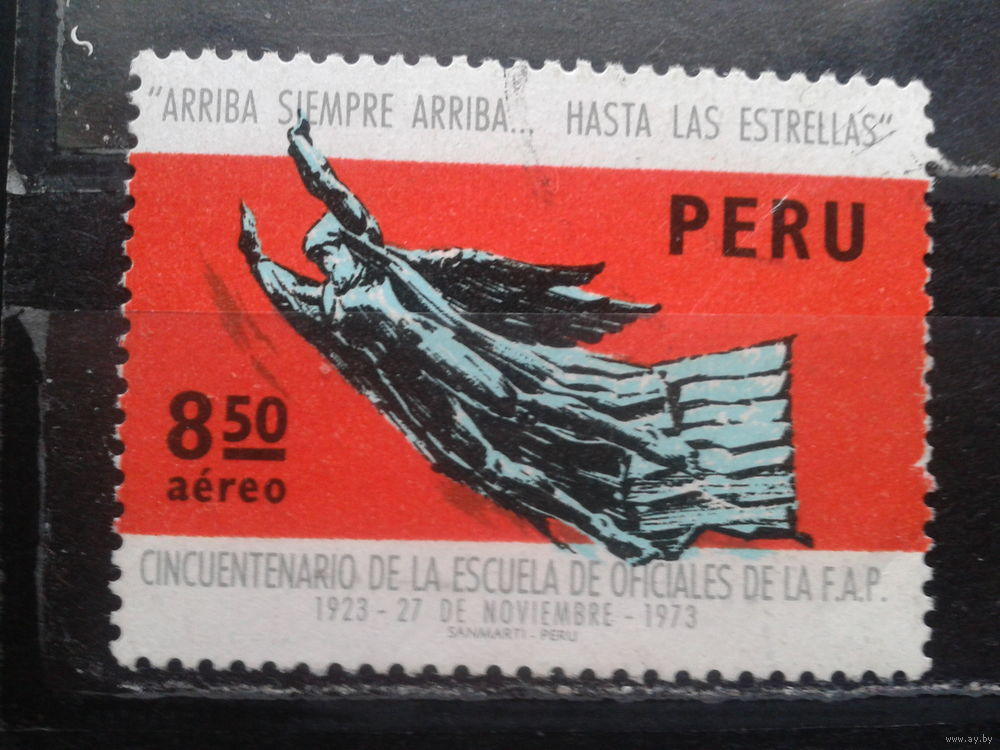 "ARRIBA SIEMPRE ARRIBA... HASTA LAS ESTRELLAS"
PERU
8 50
aéreo
CINCUENTENARIO DE LA ESCUELA DE OFICIALES DE LA F.A.P.
1923 - 27 DE NOVIEMBRE - 1973
SANMARTI - PERU
www.ay.by